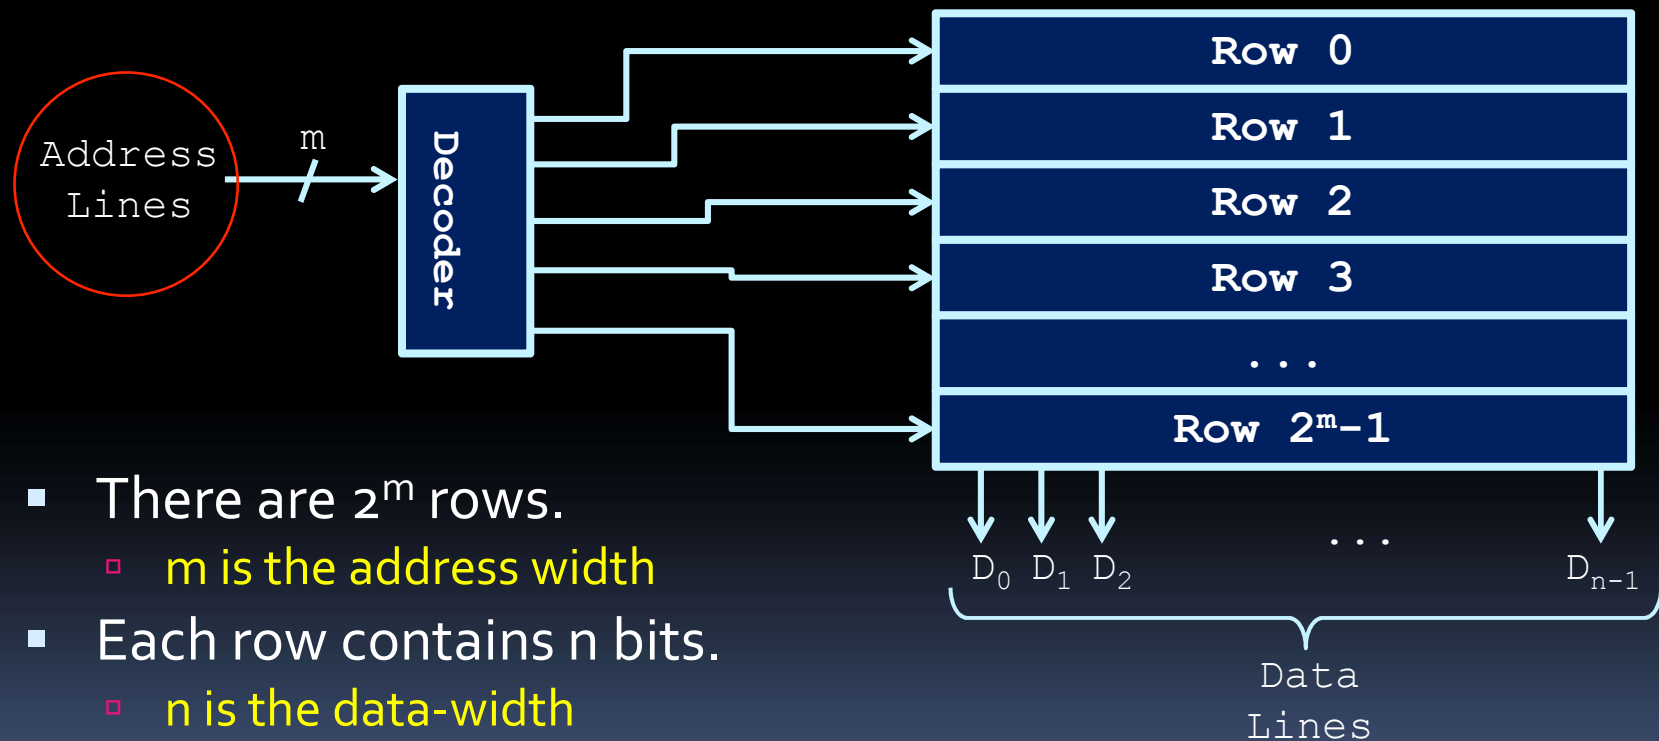 Address
Lines
m
Decoder
Row 0
Row 1
Row 2
Row 3
...
Row 2ᵐ-1
D₀ D₁ D₂ ... Dₙ₋₁
Data
Lines
▪ There are 2ᵐ rows.
▫ m is the address width
▪ Each row contains n bits.
▫ n is the data-width